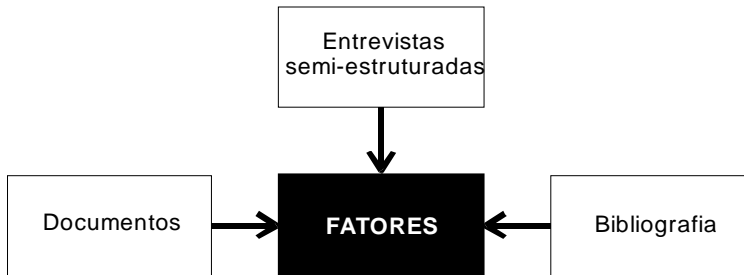 Entrevistas
semi-estruturadas
Documentos
FATORES
Bibliografia